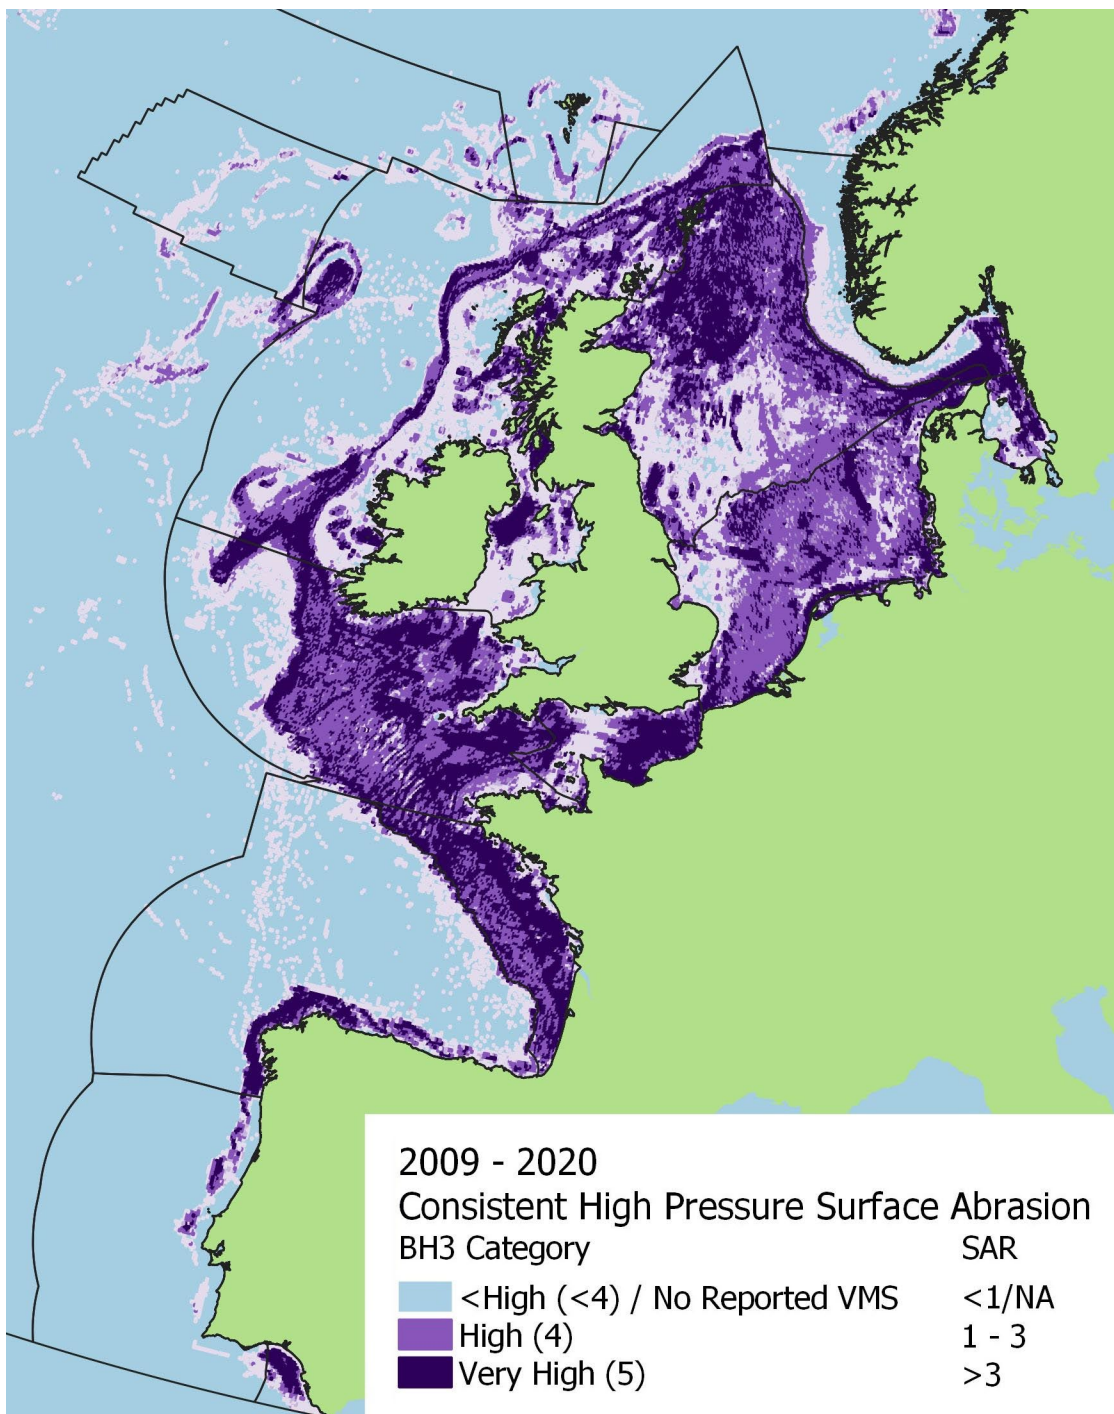 2009 - 2020
Consistent High Pressure Surface Abrasion
BH3 Category SAR
<High (<4) / No Reported VMS <1/NA
High (4) 1 - 3
Very High (5) >3